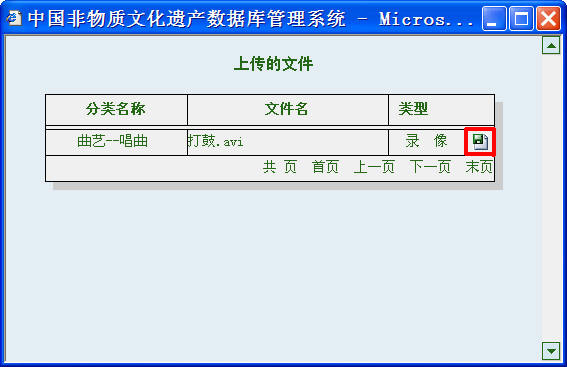 中国非物质文化遗产数据库管理系统 - Micros...
上传的文件
分类名称 文件名 类型
曲艺--唱曲 打鼓.avi 录 像
共 页 首页 上一页 下一页 末页